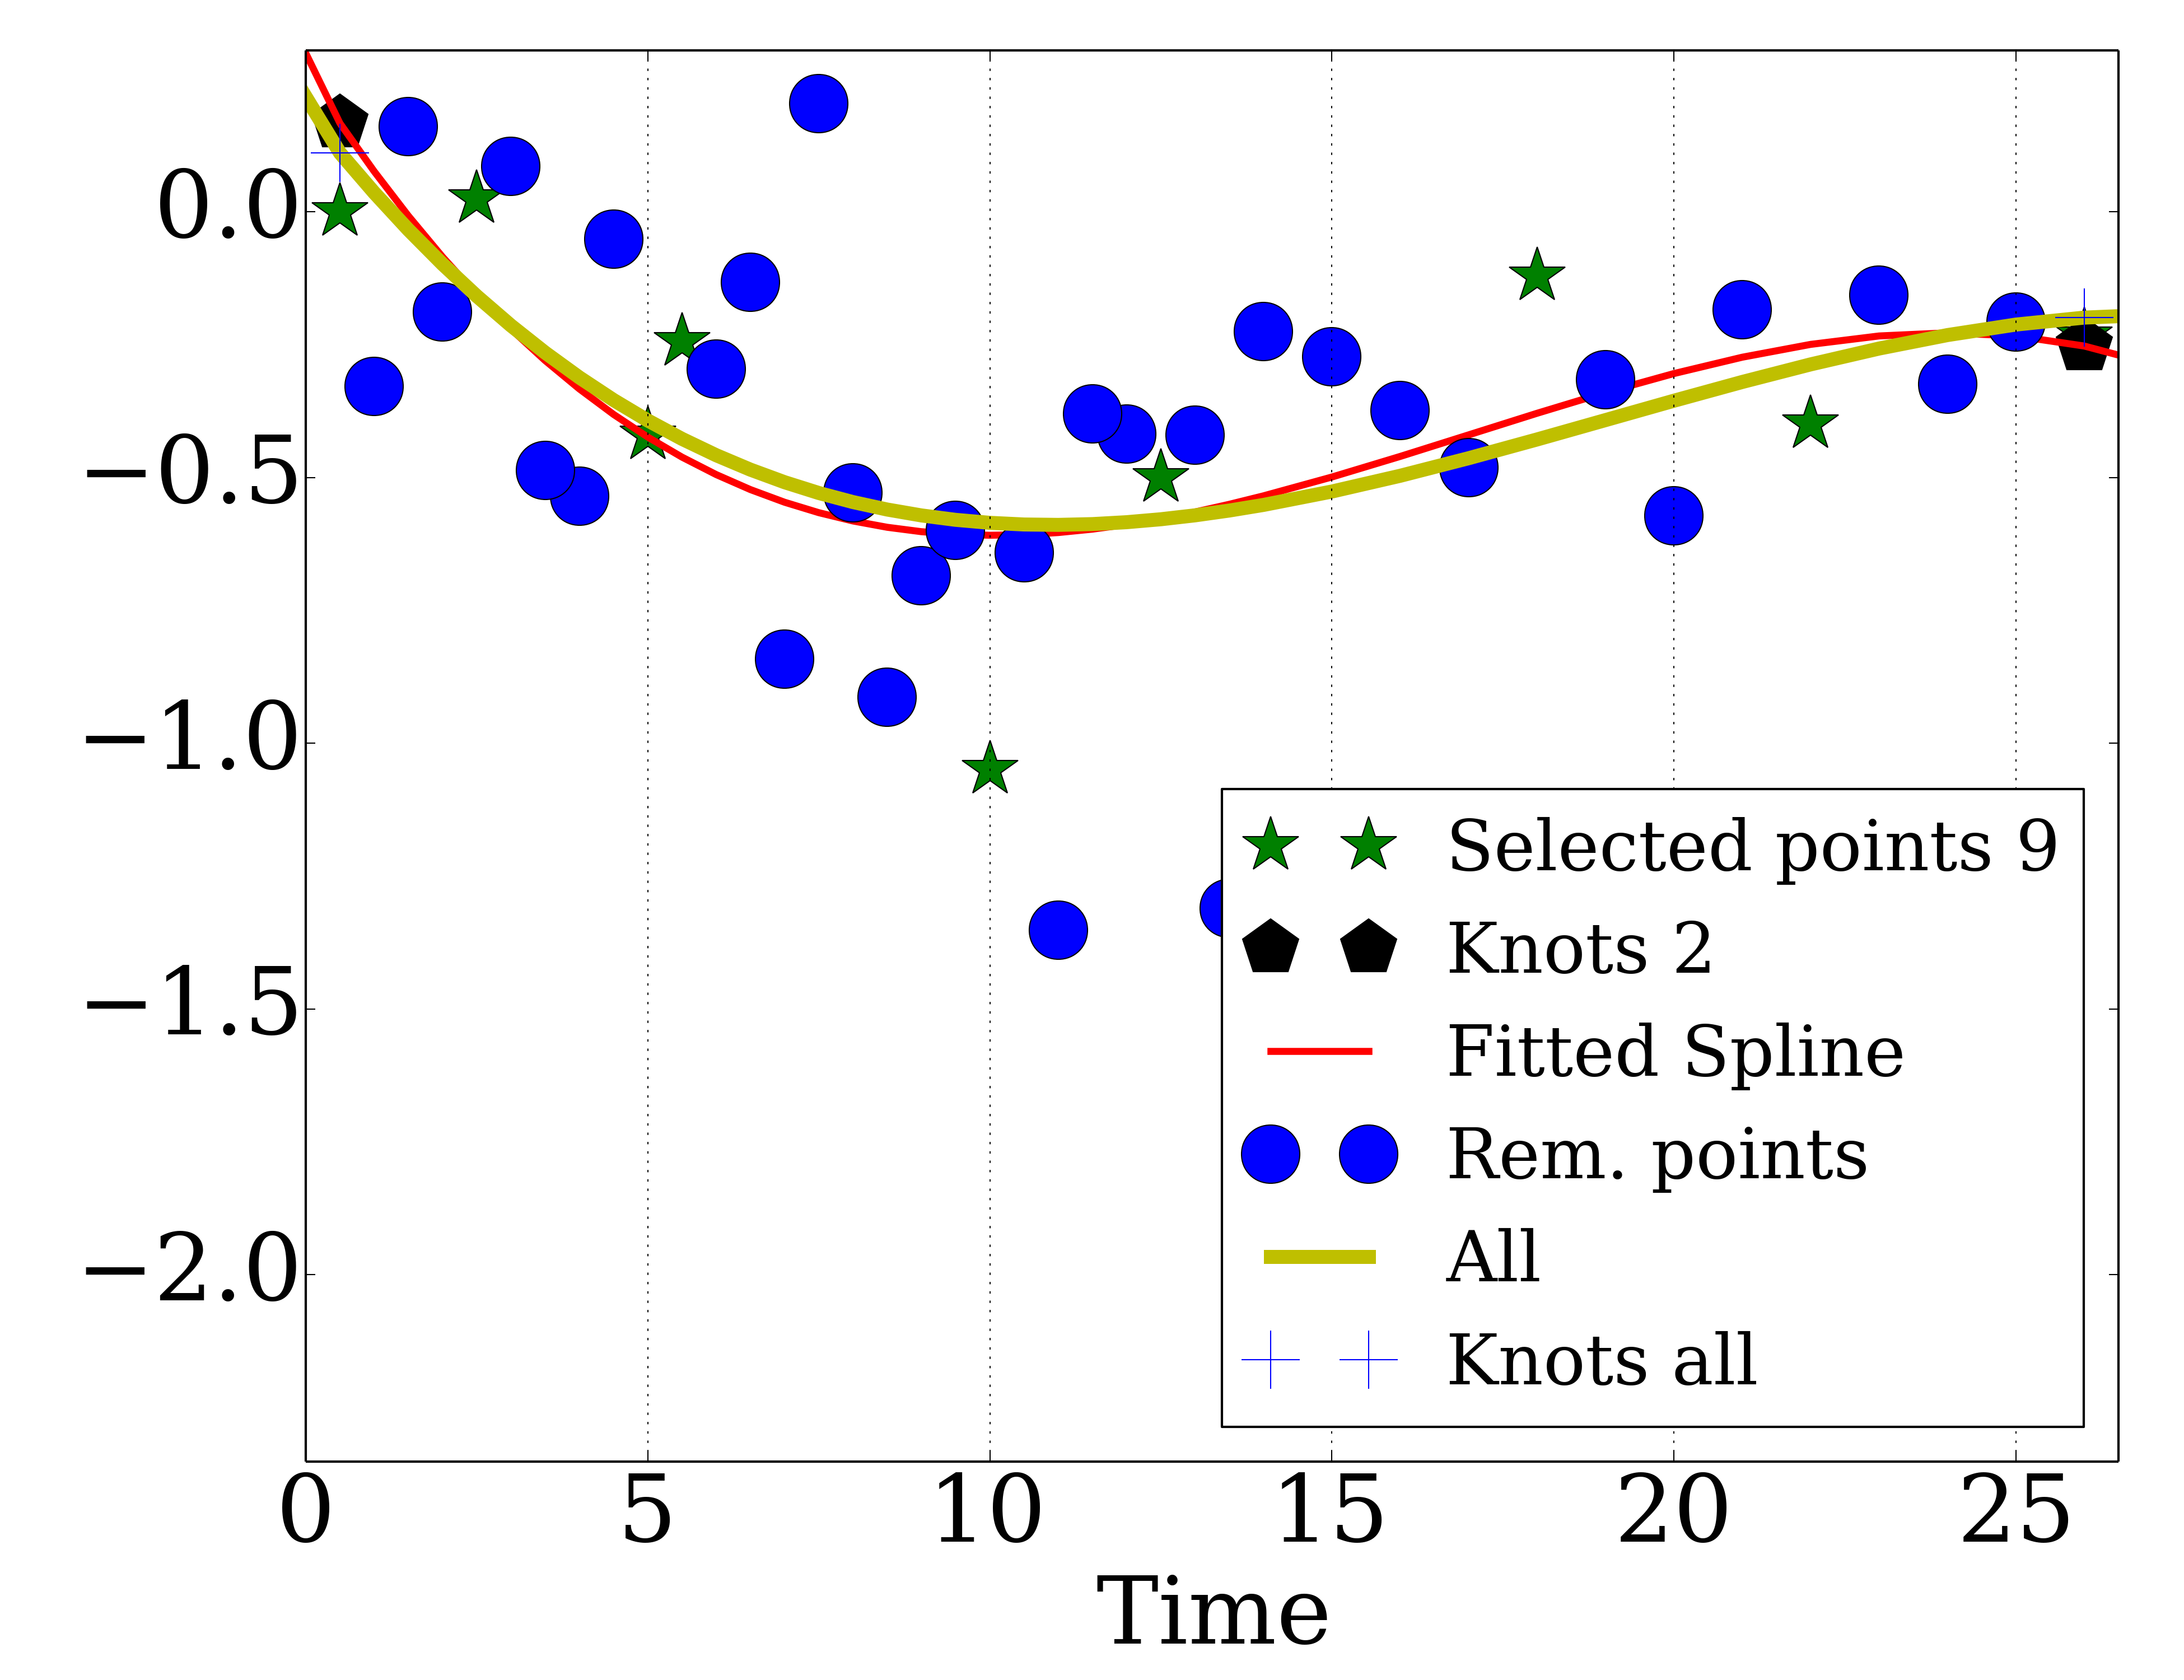 0.0
−0.5
−1.0
−1.5
−2.0
Selected points 9
Knots 2
Fitted Spline
Rem. points
All
Knots all
0 5 10 15 20 25
Time